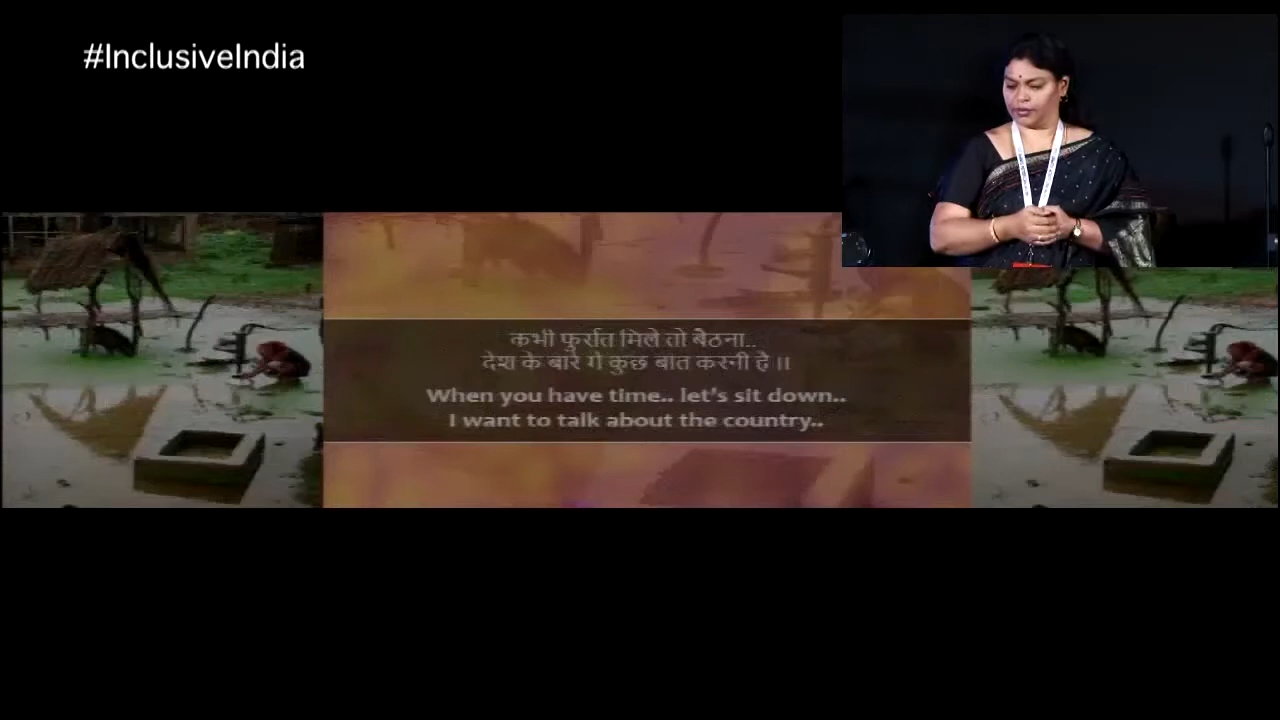 #InclusiveIndia
कभी फुर्सत मिले तो बैठना..
देश के बारे में कुछ बात करनी है ॥
When you have time.. let's sit down..
I want to talk about the country..